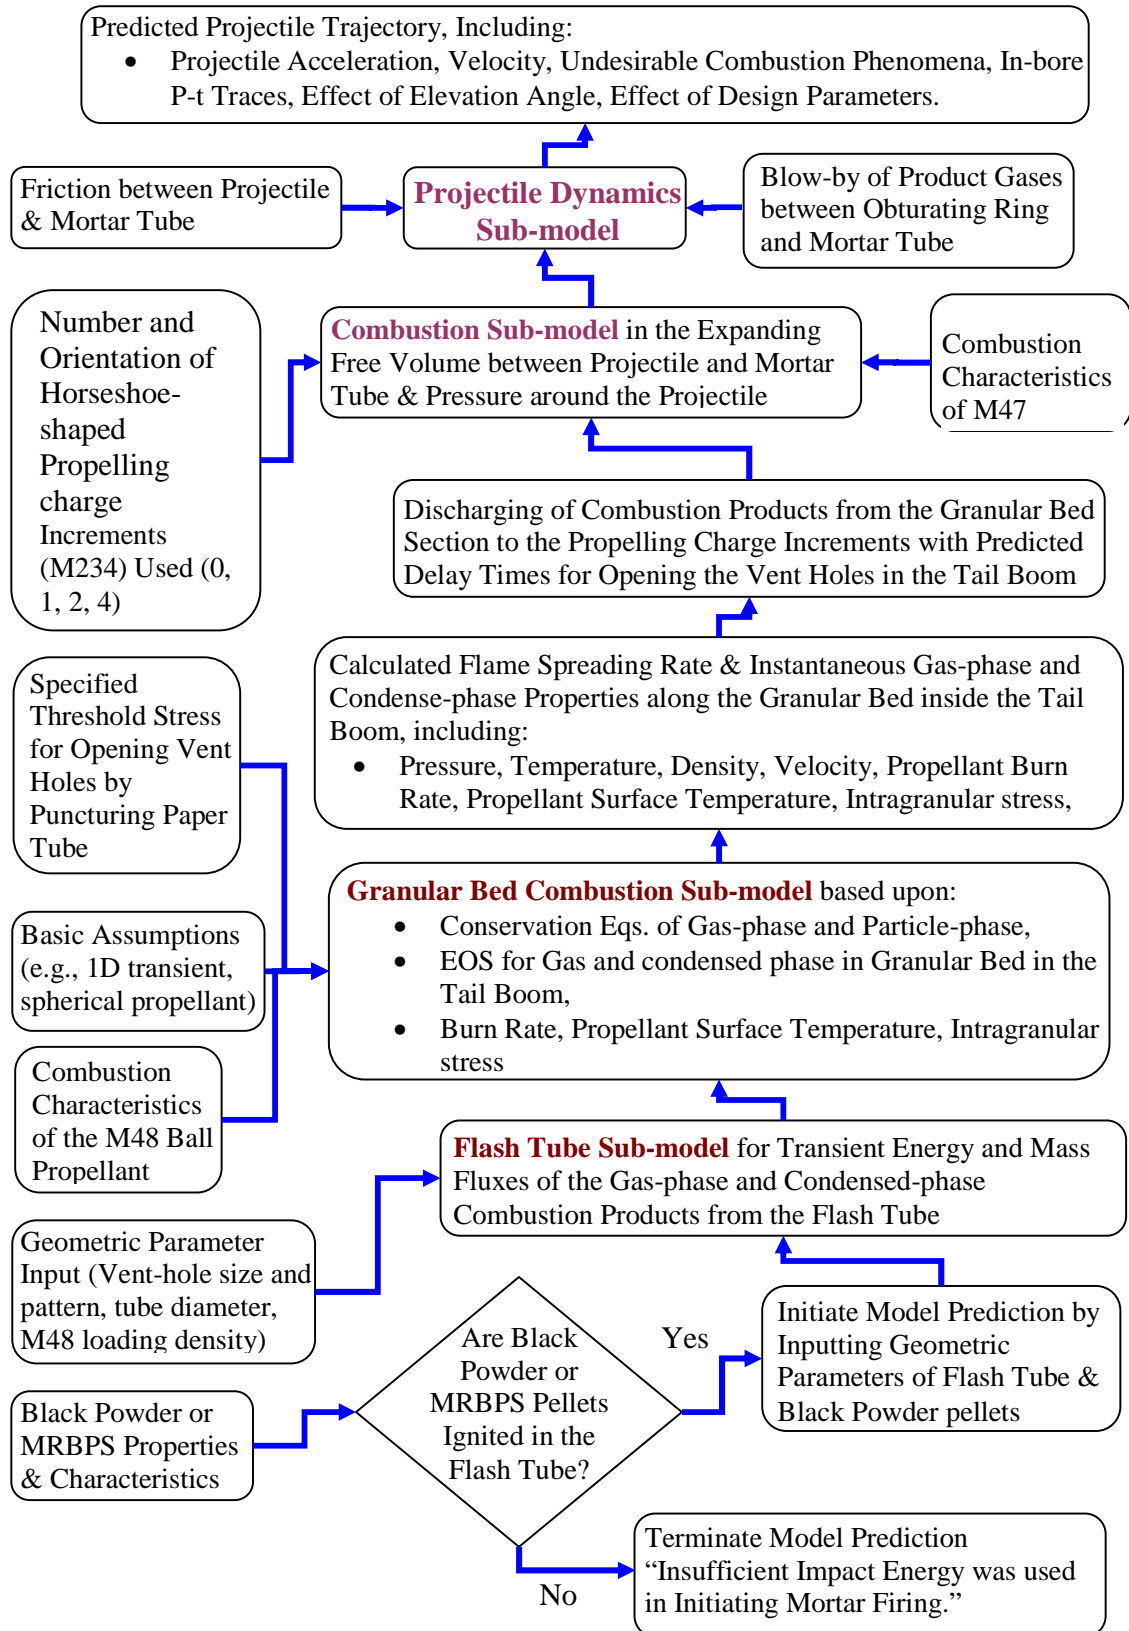 Predicted Projectile Trajectory, Including:
• Projectile Acceleration, Velocity, Undesirable Combustion Phenomena, In-bore
P-t Traces, Effect of Elevation Angle, Effect of Design Parameters.
Friction between Projectile
& Mortar Tube
Projectile Dynamics
Sub-model
Blow-by of Product Gases
between Obturating Ring
and Mortar Tube
Number and
Orientation of
Horseshoe-
shaped
Propelling
charge
Increments
(M234) Used (0,
1, 2, 4)
Combustion Sub-model in the Expanding
Free Volume between Projectile and Mortar
Tube & Pressure around the Projectile
Combustion
Characteristics
of M47
Discharging of Combustion Products from the Granular Bed
Section to the Propelling Charge Increments with Predicted
Delay Times for Opening the Vent Holes in the Tail Boom
Specified
Threshold Stress
for Opening Vent
Holes by
Puncturing Paper
Tube
Calculated Flame Spreading Rate & Instantaneous Gas-phase and
Condense-phase Properties along the Granular Bed inside the Tail
Boom, including:
• Pressure, Temperature, Density, Velocity, Propellant Burn
Rate, Propellant Surface Temperature, Intragranular stress,
Granular Bed Combustion Sub-model based upon:
• Conservation Eqs. of Gas-phase and Particle-phase,
• EOS for Gas and condensed phase in Granular Bed in the
Tail Boom,
• Burn Rate, Propellant Surface Temperature, Intragranular
stress
Basic Assumptions
(e.g., 1D transient,
spherical propellant)
Combustion
Characteristics
of the M48 Ball
Propellant
Flash Tube Sub-model for Transient Energy and Mass
Fluxes of the Gas-phase and Condensed-phase
Combustion Products from the Flash Tube
Geometric Parameter
Input (Vent-hole size and
pattern, tube diameter,
M48 loading density)
Are Black
Powder or
MRBPS Pellets
Ignited in the
Flash Tube?
Yes
Initiate Model Prediction by
Inputting Geometric
Parameters of Flash Tube &
Black Powder pellets
Black Powder or
MRBPS Properties
& Characteristics
No
Terminate Model Prediction
“Insufficient Impact Energy was used
in Initiating Mortar Firing.”